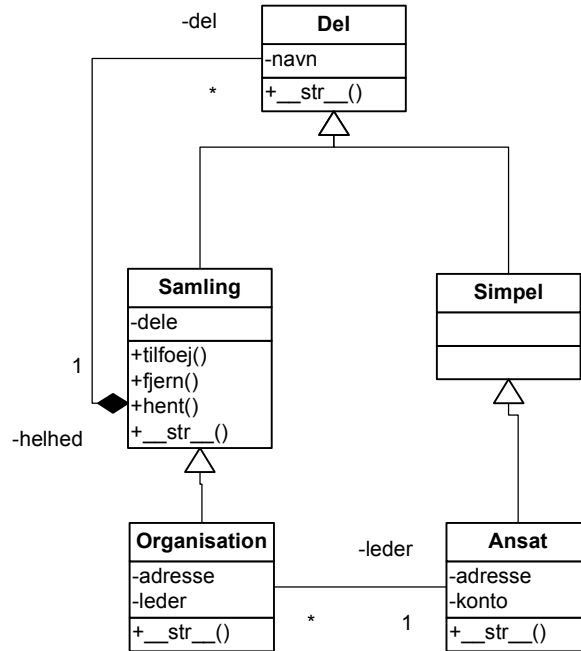 -del
Del
-navn
*
+__str__()
Samling
-dele
+tilfoej()
+fjern()
+hent()
+__str__()
Simpel
1
-helhed
Organisation
-adresse
-leder
+__str__()
-leder
*
1
Ansat
-adresse
-konto
+__str__()